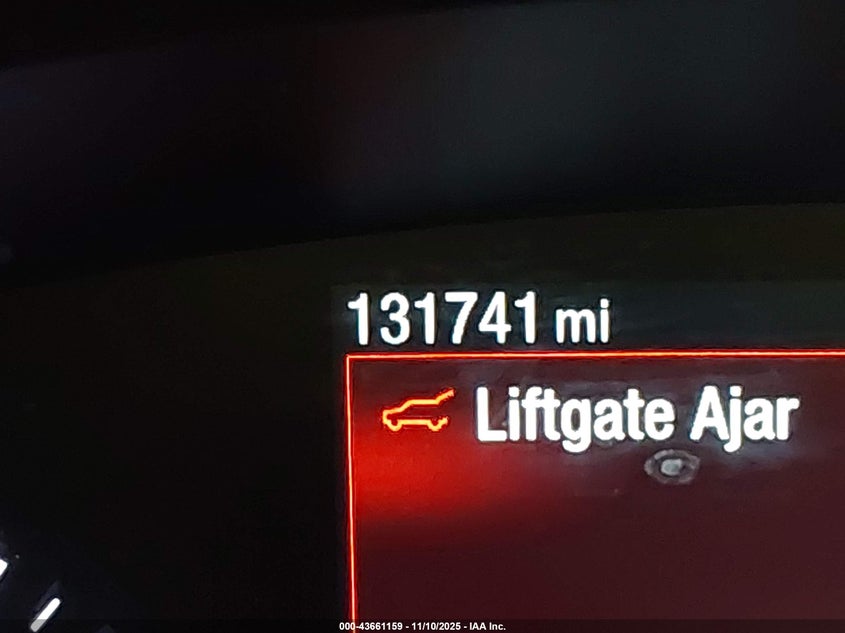 131741 mi
Liftgate Ajar
000-43661159 - 11/10/2025 - IAA Inc.